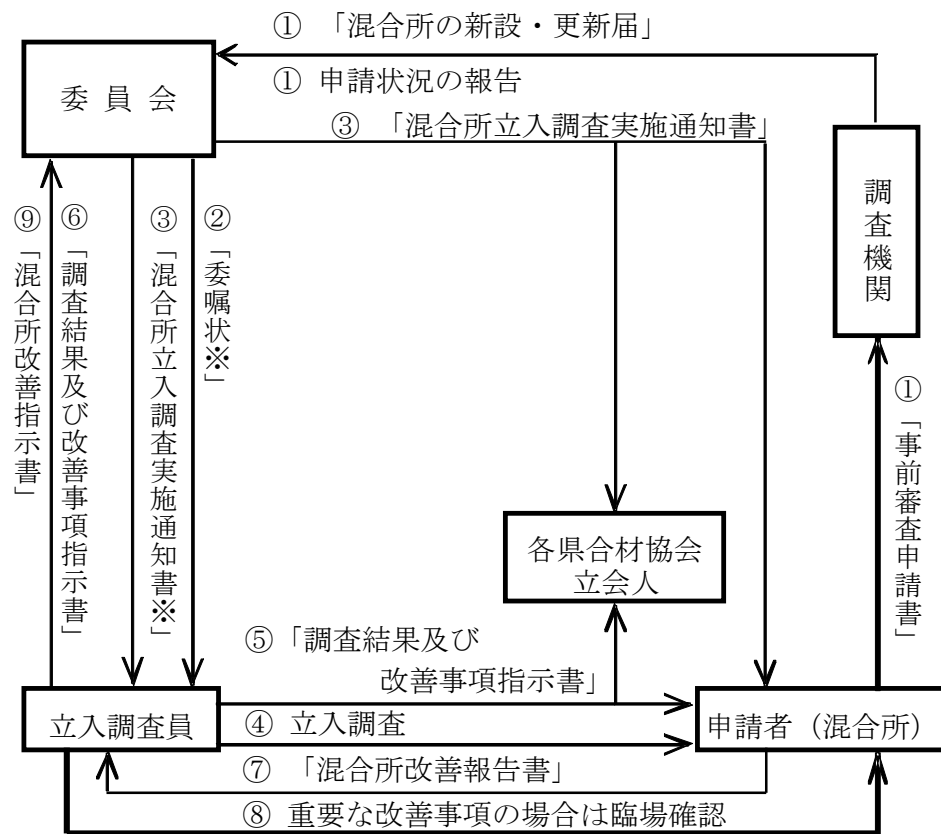 ① 「混合所の新設・更新届」
① 申請状況の報告
委 員 会
③ 「混合所立入調査実施通知書」
調査機関
⑨「混合所改善指示書」
⑥「調査結果及び改善事項指示書」
③「混合所立入調査実施通知書※」
②「委嘱状※」
①「事前審査申請書」
各県合材協会
立会人
⑤「調査結果及び
改善事項指示書」
立入調査員
④ 立入調査
申請者（混合所）
⑦ 「混合所改善報告書」
⑧ 重要な改善事項の場合は臨場確認